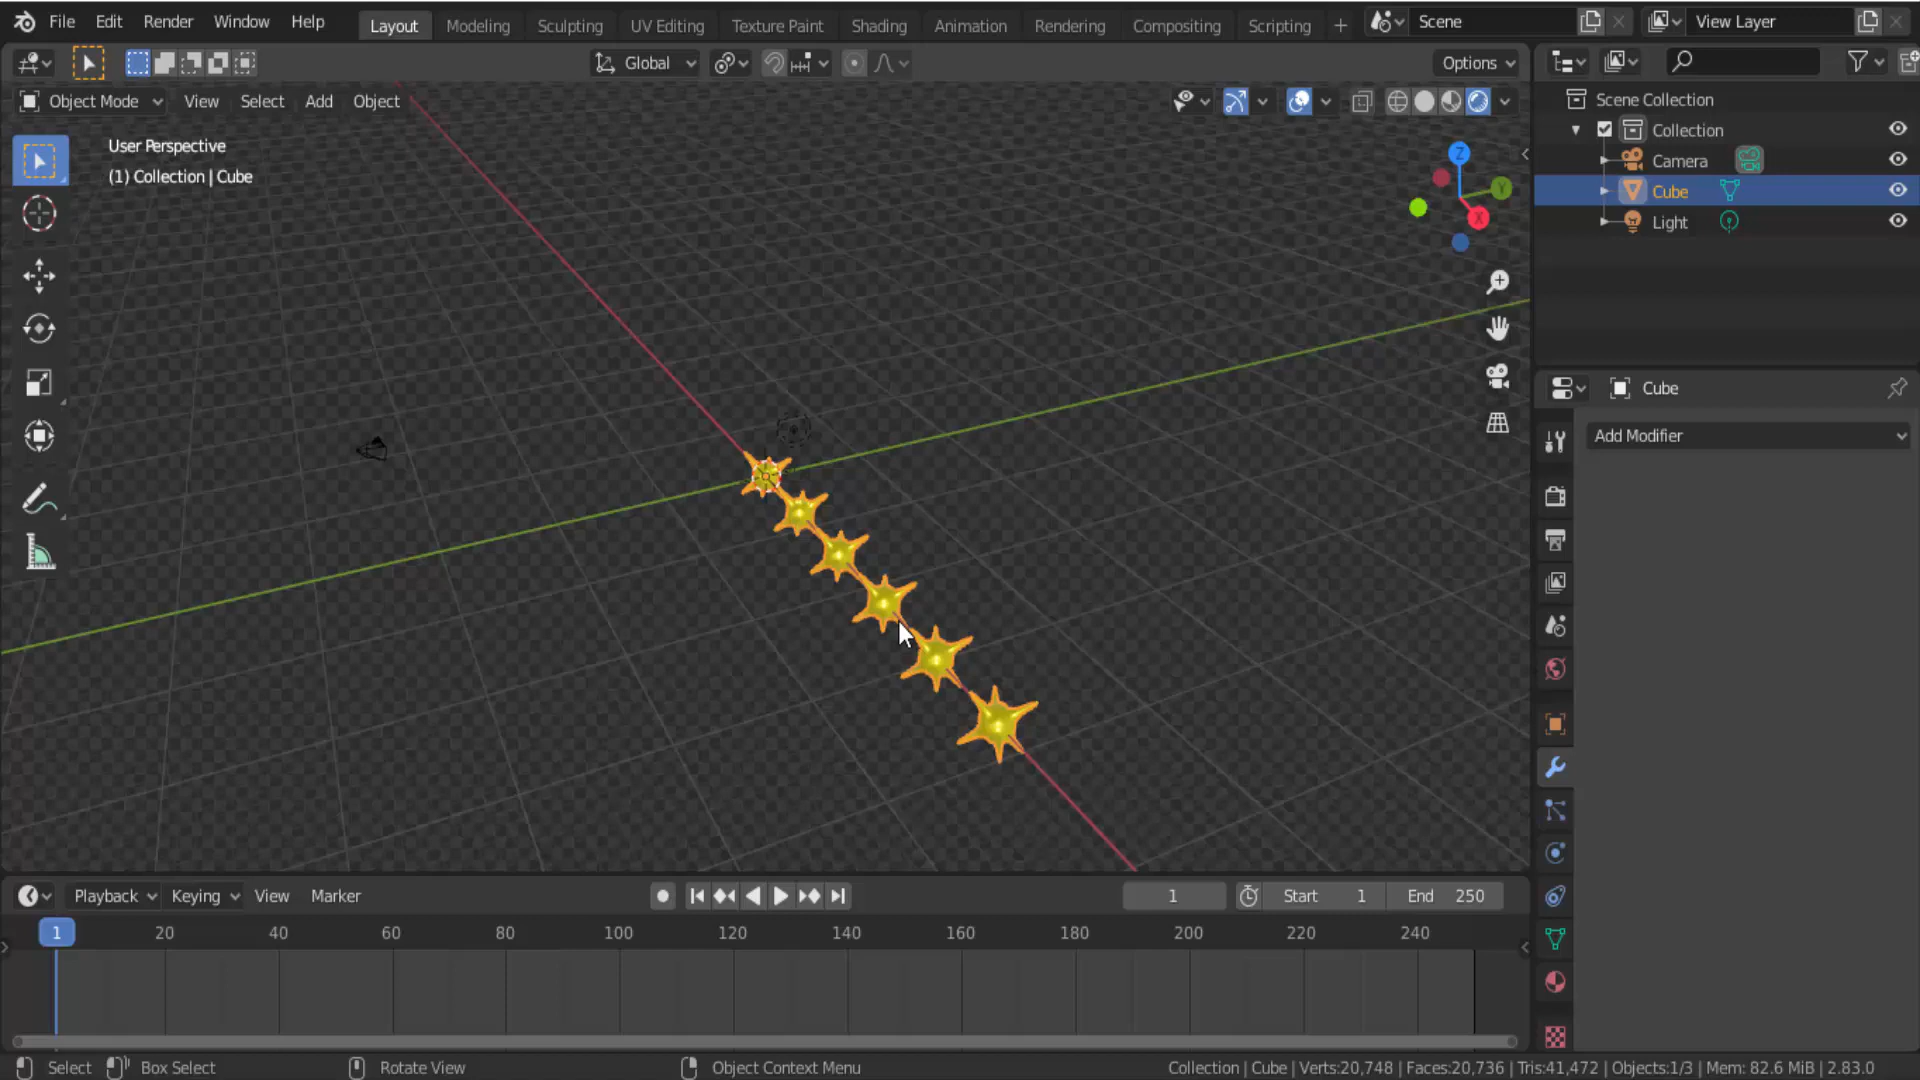 File Edit Render Window Help Layout Modeling Sculpting UV Editing Texture Paint Shading Animation Rendering Compositing Scripting + Scene View Layer
Global Options
Object Mode View Select Add Object
User Perspective
(1) Collection | Cube
Z
Y
X
Scene Collection
Collection
Camera
Cube
Light
Cube
Add Modifier
Playback Keying View Marker 1 Start 1 End 250
1 20 40 60 80 100 120 140 160 180 200 220 240
Select Box Select Rotate View Object Context Menu Collection | Cube | Verts:20,748 | Faces:20,736 | Tris:41,472 | Objects:1/3 | Mem: 82.6 MiB | 2.83.0